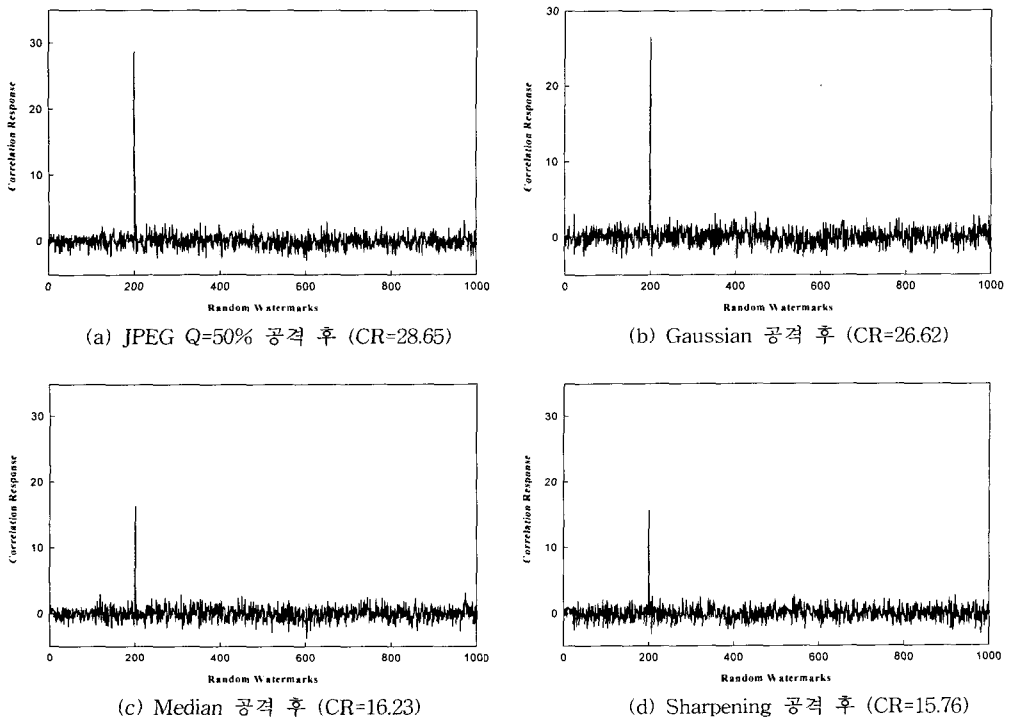 30
20
10
0
Correlation Response
0 200 400 600 800 1000
Random Watermarks
(a) JPEG Q=50% 공격 후 (CR=28.65)
30
20
10
0
Correlation Response
0 200 400 600 800 1000
Random Watermarks
(b) Gaussian 공격 후 (CR=26.62)
30
20
10
0
Correlation Response
0 200 400 600 800 1000
Random Watermarks
(c) Median 공격 후 (CR=16.23)
30
20
10
0
Correlation Response
0 200 400 600 800 1000
Random Watermarks
(d) Sharpening 공격 후 (CR=15.76)